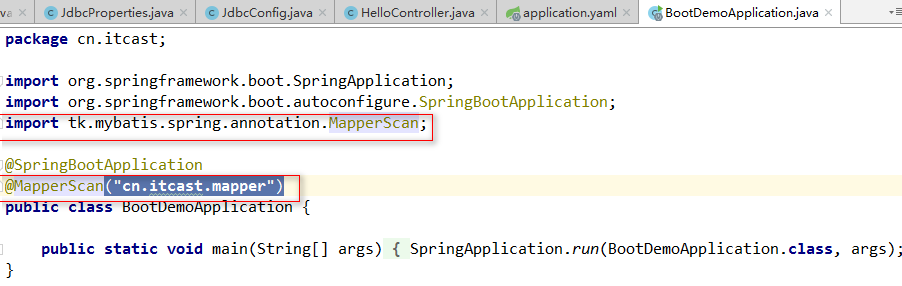 va
JdbcProperties.java
JdbcConfig.java
HelloController.java
application.yaml
BootDemoApplication.java
package cn.itcast;
import org.springframework.boot.SpringApplication;
import org.springframework.boot.autoconfigure.SpringBootApplication;
import tk.mybatis.spring.annotation.MapperScan;
@SpringBootApplication
@MapperScan("cn.itcast.mapper")
public class BootDemoApplication {
public static void main(String[] args) { SpringApplication.run(BootDemoApplication.class, args);
}